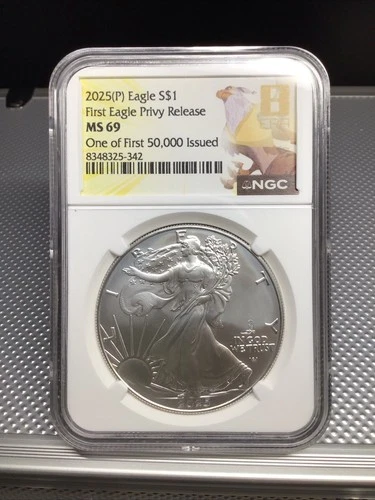 2025(P) Eagle S$1
First Eagle Privy Release
MS 69
One of First 50,000 Issued
8348325-342
NGC
LIBERTY
IN GOD
WE TRUST
2025